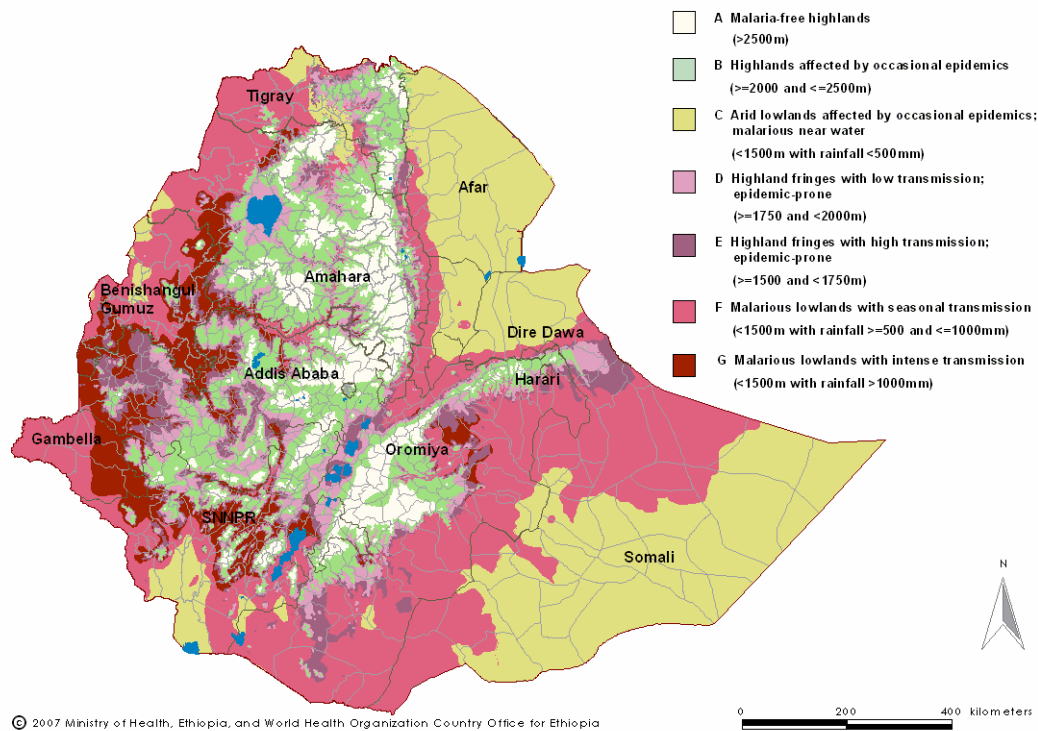 A Malaria-free highlands
(>2500m)
B Highlands affected by occasional epidemics
(>=2000 and <=2500m)
C Arid lowlands affected by occasional epidemics;
malarious near water
(<1500m with rainfall <500mm)
D Highland fringes with low transmission;
epidemic-prone
(>=1750 and <2000m)
E Highland fringes with high transmission;
epidemic-prone
(>=1500 and <1750m)
F Malarious lowlands with seasonal transmission
(<1500m with rainfall >=500 and <=1000mm)
G Malarious lowlands with intense transmission
(<1500m with rainfall >1000mm)
Tigray
Afar
Amahara
Benishangul
Gumuz
Dire Dawa
Addis Ababa
Harari
Gambella
Oromiya
SNNPR
Somali
N
© 2007 Ministry of Health, Ethiopia, and World Health Organization Country Office for Ethiopia
0 200 400 kilometers